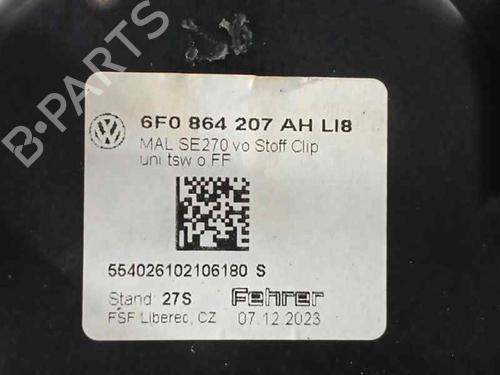 B-PARTS
6F0 864 207 AH LI8
MAL SE270 vo Stoff Clip
uni tsw o.FF
554026102106180 S
Stand: 27S Fehrer
FSF Liberec, CZ 07.12.2023